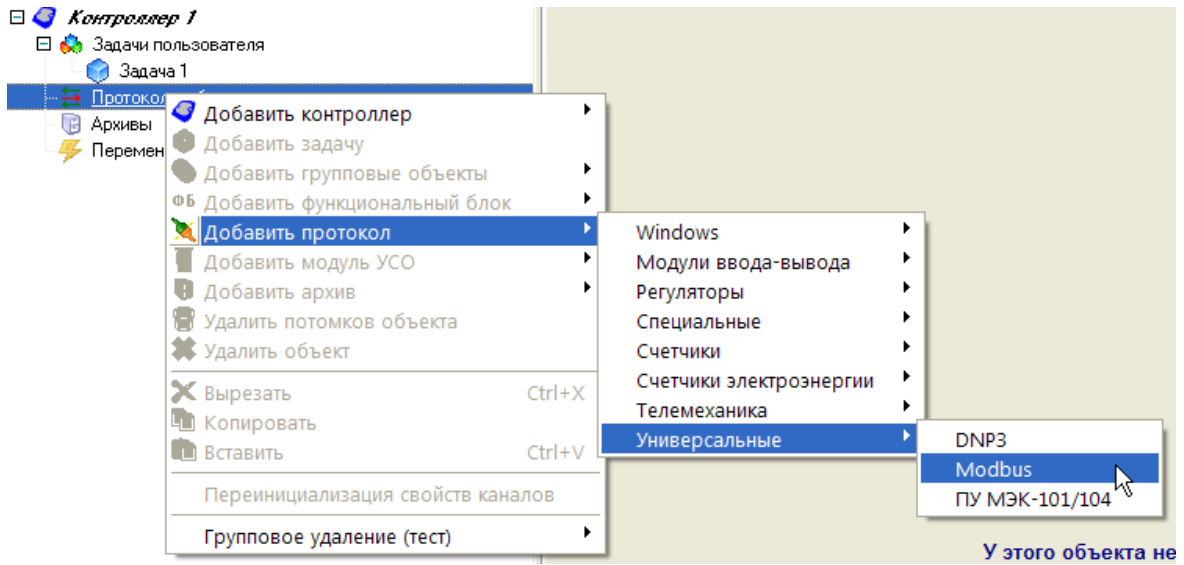 Контроллер 1
Задачи пользователя
Задача 1
Протокол
Архивы
Перемен
Добавить контроллер
Добавить задачу
Добавить групповые объекты
ФБ Добавить функциональный блок
Добавить протокол
Добавить модуль УСО
Добавить архив
Удалить потомков объекта
Удалить объект
Вырезать Ctrl+X
Копировать
Вставить Ctrl+V
Переинициализация свойств каналов
Групповое удаление (тест)
Windows
Модули ввода-вывода
Регуляторы
Специальные
Счетчики
Счетчики электроэнергии
Телемеханика
Универсальные
DNP3
Modbus
ПУ МЭК-101/104
У этого объекта не